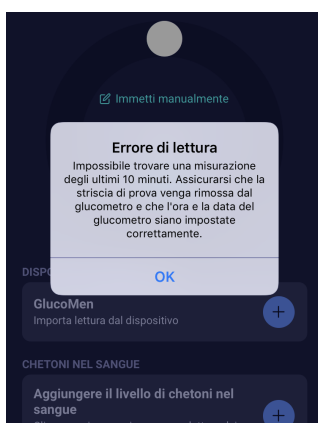 Immetti manualmente
Errore di lettura
Impossibile trovare una misurazione
degli ultimi 10 minuti. Assicurarsi che la
striscia di prova venga rimossa dal
glucometro e che l'ora e la data del
glucometro siano impostate
correttamente.
OK
GlucoMen
Importa lettura dal dispositivo
CHETONI NEL SANGUE
Aggiungere il livello di chetoni nel
sangue